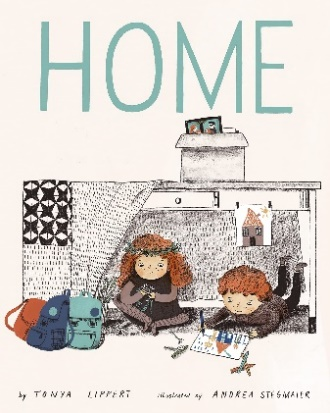 HOME
by TONYA LIPPERT illustrated by ANDREA STEGMAIER